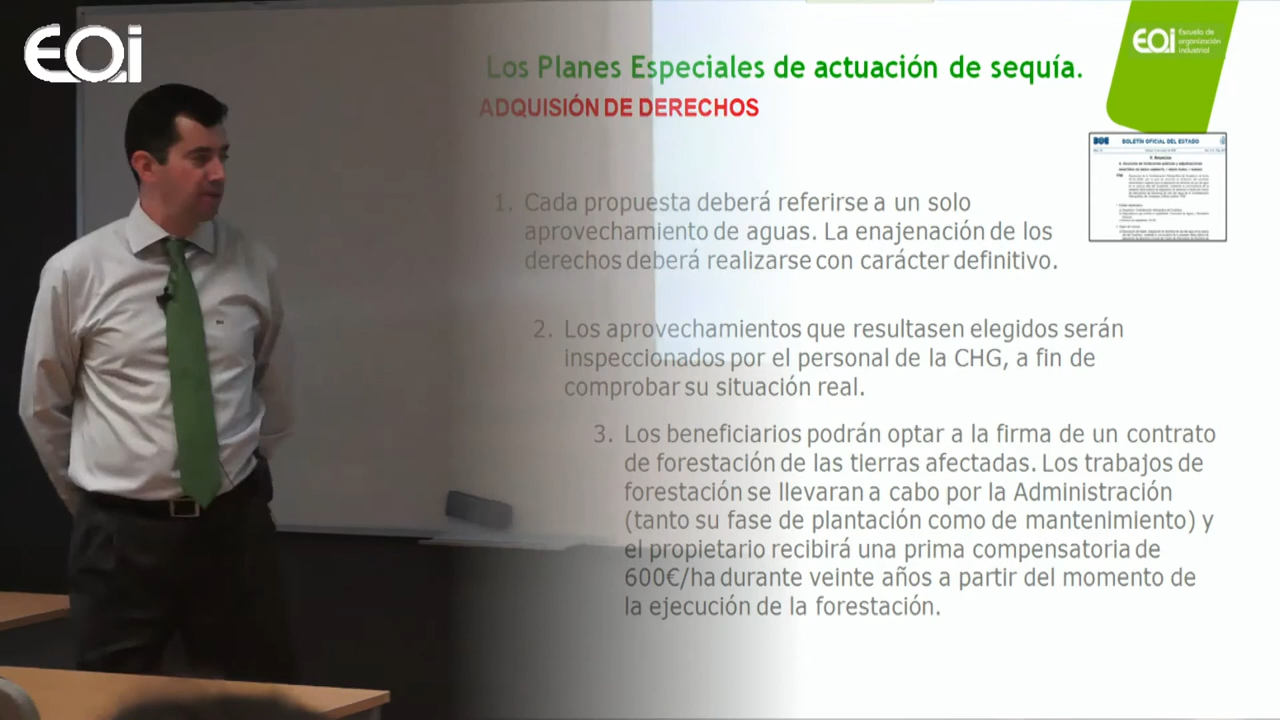 EOi
EOi Escuela de
organización
industrial
Los Planes Especiales de actuación de sequía.
ADQUISIÓN DE DERECHOS
BOE BOLETÍN OFICIAL DEL ESTADO
1. Cada propuesta deberá referirse a un solo
aprovechamiento de aguas. La enajenación de los
derechos deberá realizarse con carácter definitivo.
2. Los aprovechamientos que resultasen elegidos serán
inspeccionados por el personal de la CHG, a fin de
comprobar su situación real.
3. Los beneficiarios podrán optar a la firma de un contrato
de forestación de las tierras afectadas. Los trabajos de
forestación se llevaran a cabo por la Administración
(tanto su fase de plantación como de mantenimiento) y
el propietario recibirá una prima compensatoria de
600€/ha durante veinte años a partir del momento de
la ejecución de la forestación.